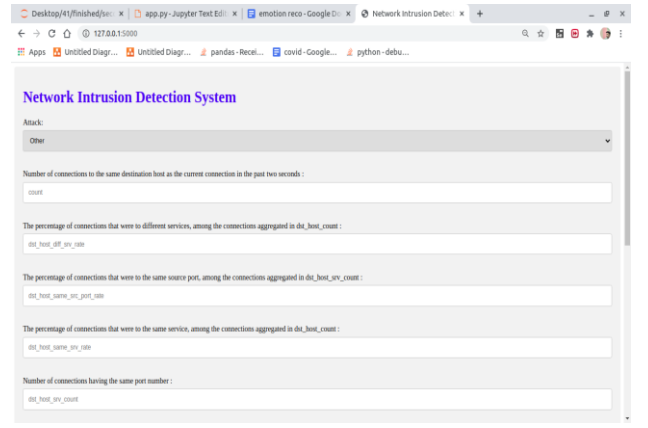 Desktop/41/finished/sec
app.py - Jupyter Text Edit
emotion reco - Google D
Network Intrusion Detect
127.0.0.1:5000
Apps
Untitled Diagr...
Untitled Diagr...
pandas - Recei...
covid - Google...
python - debu...
Network Intrusion Detection System
Attack:
Other
Number of connections to the same destination host as the current connection in the past two seconds :
count
The percentage of connections that were to different services, among the connections aggregated in dst_host_count :
dst_host_diff_srv_rate
The percentage of connections that were to the same source port, among the connections aggregated in dst_host_srv_count :
dst_host_same_src_port_rate
The percentage of connections that were to the same service, among the connections aggregated in dst_host_count :
dst_host_same_srv_rate
Number of connections having the same port number :
dst_host_srv_count